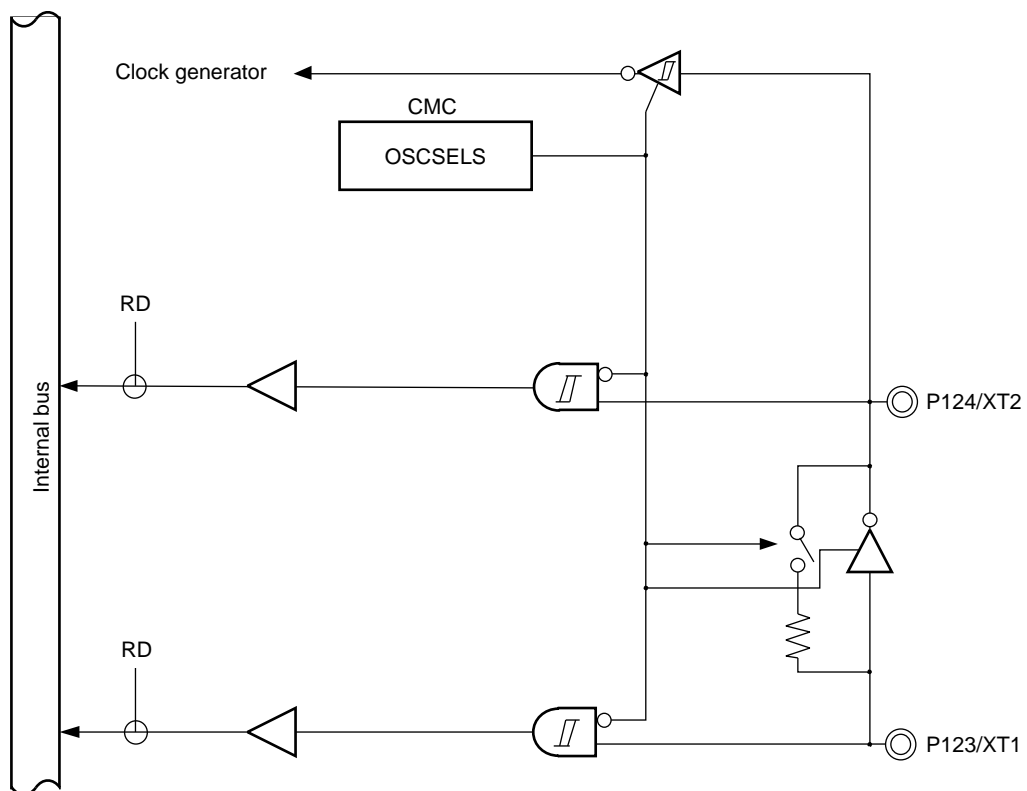 Clock generator
CMC
OSCSELS
RD
Internal bus
P124/XT2
RD
P123/XT1